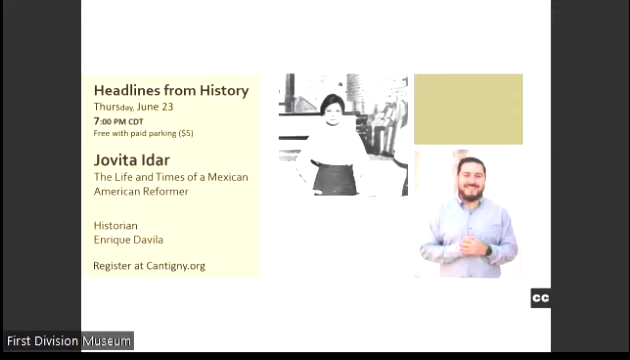 Headlines from History
Thursday, June 23
7:00 PM CDT
Free with paid parking ($5)
Jovita Idar
The Life and Times of a Mexican
American Reformer
Historian
Enrique Davila
Register at Cantigny.org
cc
First Division Museum